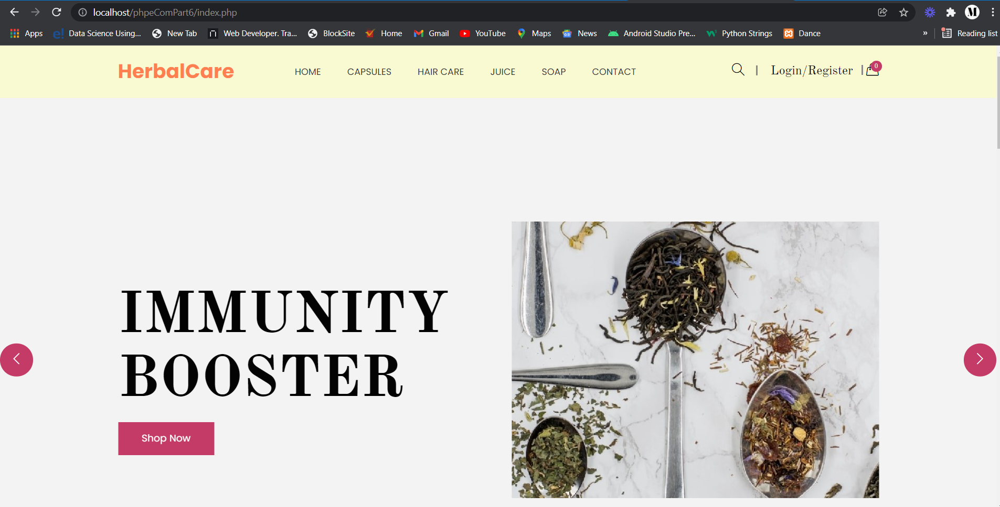 localhost/phpeComPart6/index.php
Apps e! Data Science Using... New Tab Web Developer. Tra... BlockSite Home Gmail YouTube Maps News Android Studio Pre... Python Strings Dance » Reading list
HerbalCare HOME CAPSULES HAIR CARE JUICE SOAP CONTACT | Login/Register | 0
IMMUNITY
BOOSTER
Shop Now